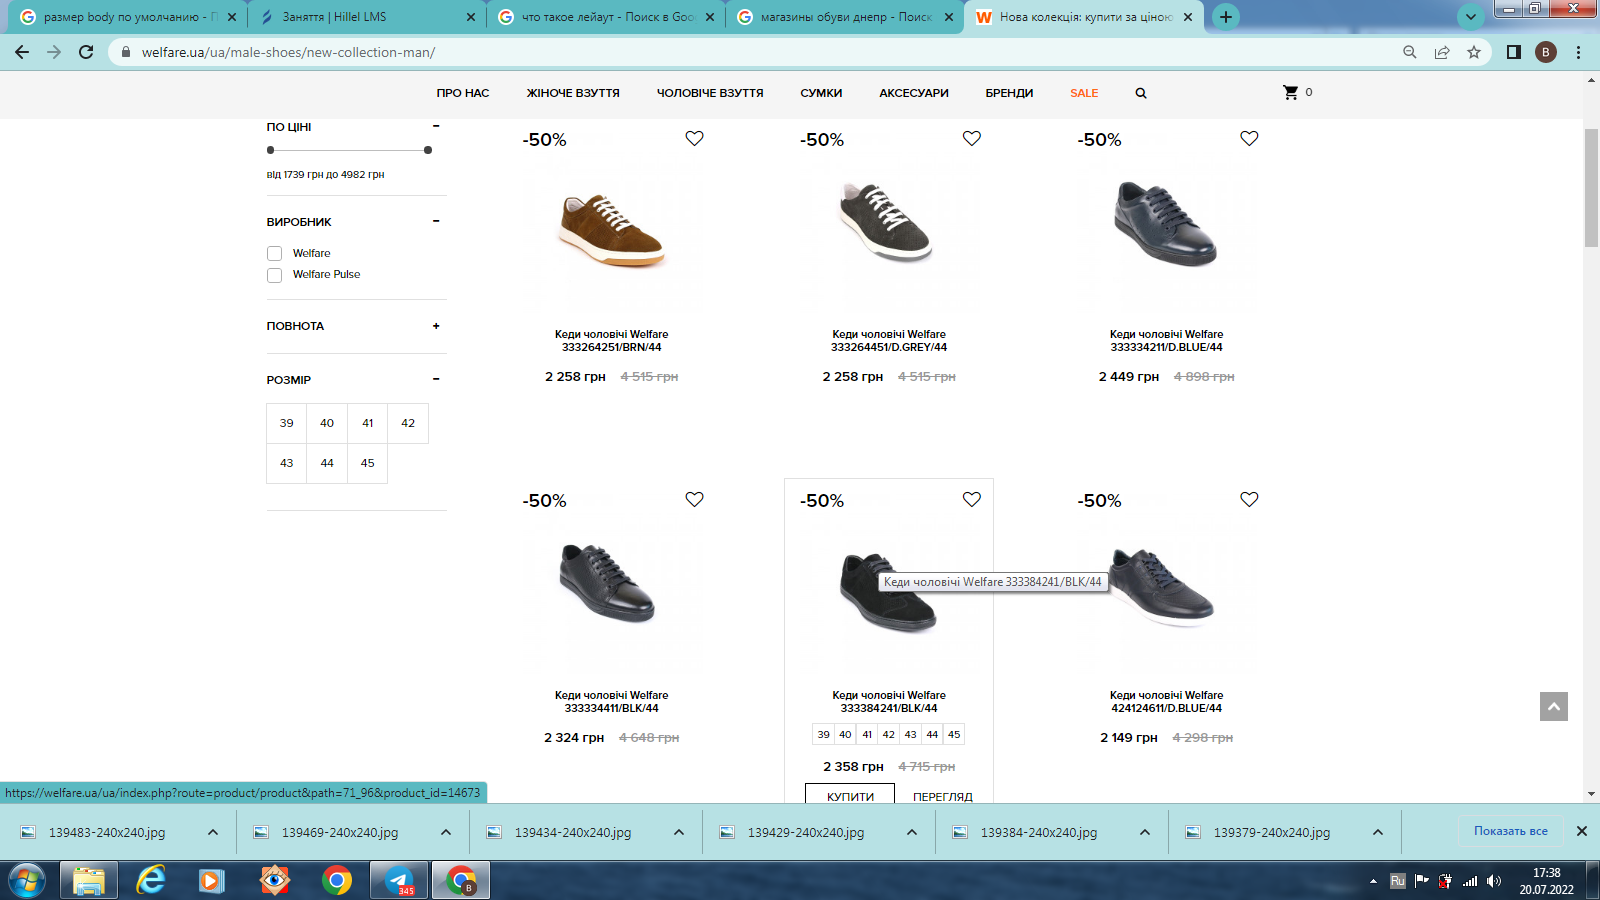 размер body по умолчанию - П
Заняття | Hillel LMS
что такое лейаут - Поиск в Goo
магазины обуви днепр - Поиск
Нова колекція: купити за ціною
welfare.ua/ua/male-shoes/new-collection-man/
B
ПРО НАС ЖІНОЧЕ ВЗУТТЯ ЧОЛОВІЧЕ ВЗУТТЯ СУМКИ АКСЕСУАРИ БРЕНДИ SALE 0
ПО ЦІНІ −
від 1739 грн до 4982 грн
ВИРОБНИК −
Welfare
Welfare Pulse
ПОВНОТА +
РОЗМІР −
39 40 41 42
43 44 45
-50% -50% -50%
Кеди чоловічі Welfare
333264251/BRN/44
2 258 грн 4 515 грн
Кеди чоловічі Welfare
333264451/D.GREY/44
2 258 грн 4 515 грн
Кеди чоловічі Welfare
333334211/D.BLUE/44
2 449 грн 4 898 грн
-50% -50% -50%
Кеди чоловічі Welfare 333384241/BLK/44
Кеди чоловічі Welfare
333334411/BLK/44
2 324 грн 4 648 грн
Кеди чоловічі Welfare
333384241/BLK/44
39 40 41 42 43 44 45
2 358 грн 4 715 грн
КУПИТИ ПЕРЕГЛЯД
Кеди чоловічі Welfare
424124611/D.BLUE/44
2 149 грн 4 298 грн
https://welfare.ua/ua/index.php?route=product/product&path=71_96&product_id=14673
139483-240x240.jpg 139469-240x240.jpg 139434-240x240.jpg 139429-240x240.jpg 139384-240x240.jpg 139379-240x240.jpg Показать все
345
B
Ru
17:38
20.07.2022